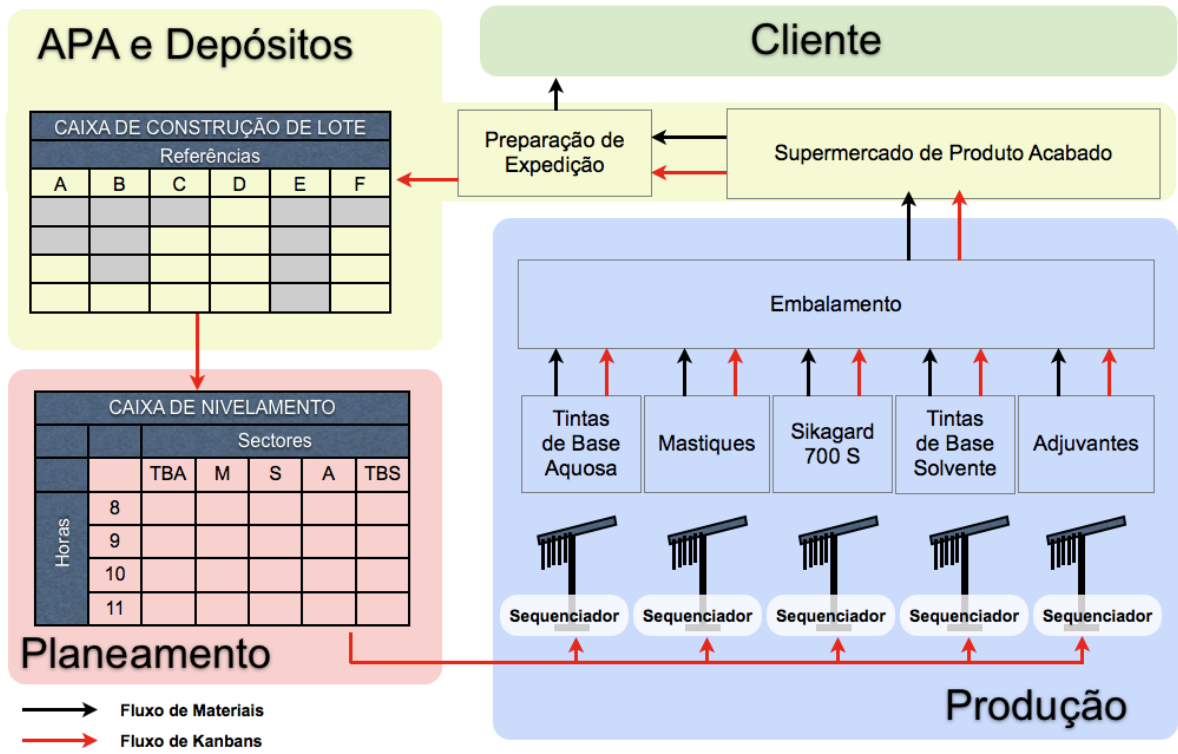 APA e Depósitos
Cliente
CAIXA DE CONSTRUÇÃO DE LOTE
Referências
A B C D E F
Preparação de
Expedição
Supermercado de Produto Acabado
Embalamento
Tintas
de Base
Aquosa
Mastiques
Sikagard
700 S
Tintas
de Base
Solvente
Adjuvantes
CAIXA DE NIVELAMENTO
Sectores
TBA M S A TBS
Horas
8
9
10
11
Sequenciador Sequenciador Sequenciador Sequenciador Sequenciador
Planeamento
Produção
Fluxo de Materiais
Fluxo de Kanbans